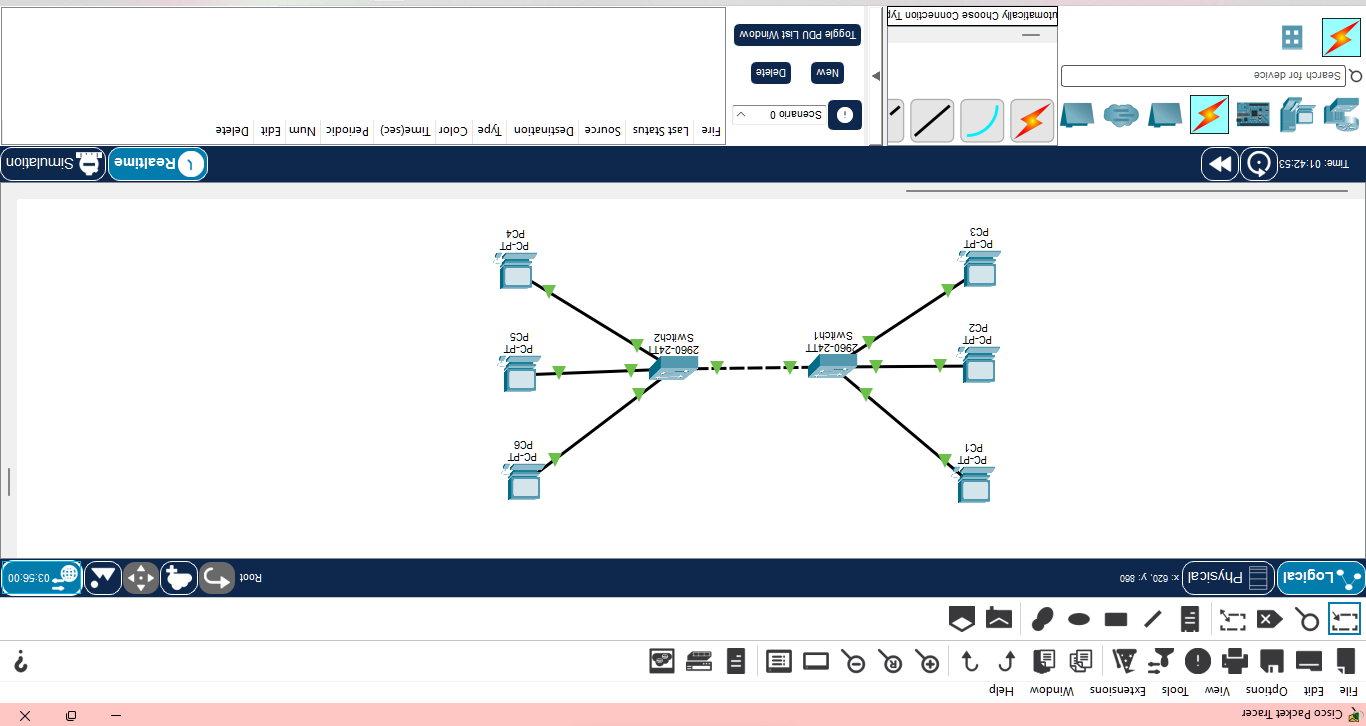 Cisco Packet Tracer
File Edit Options View Tools Extensions Window Help
Logical Physical x: 620, y: 860 Root 03:56:00
PC-PT
PC1
PC-PT
PC6
PC-PT
PC2
2960-24TT
Switch1
2960-24TT
Switch2
PC-PT
PC5
PC-PT
PC3
PC-PT
PC4
Time: 01:42:53 Realtime Simulation
Scenario 0
Fire Last Status Source Destination Type Color Time(sec) Periodic Num Edit Delete
New Delete
Search for device
Toggle PDU List Window
utomatically Choose Connection Typ